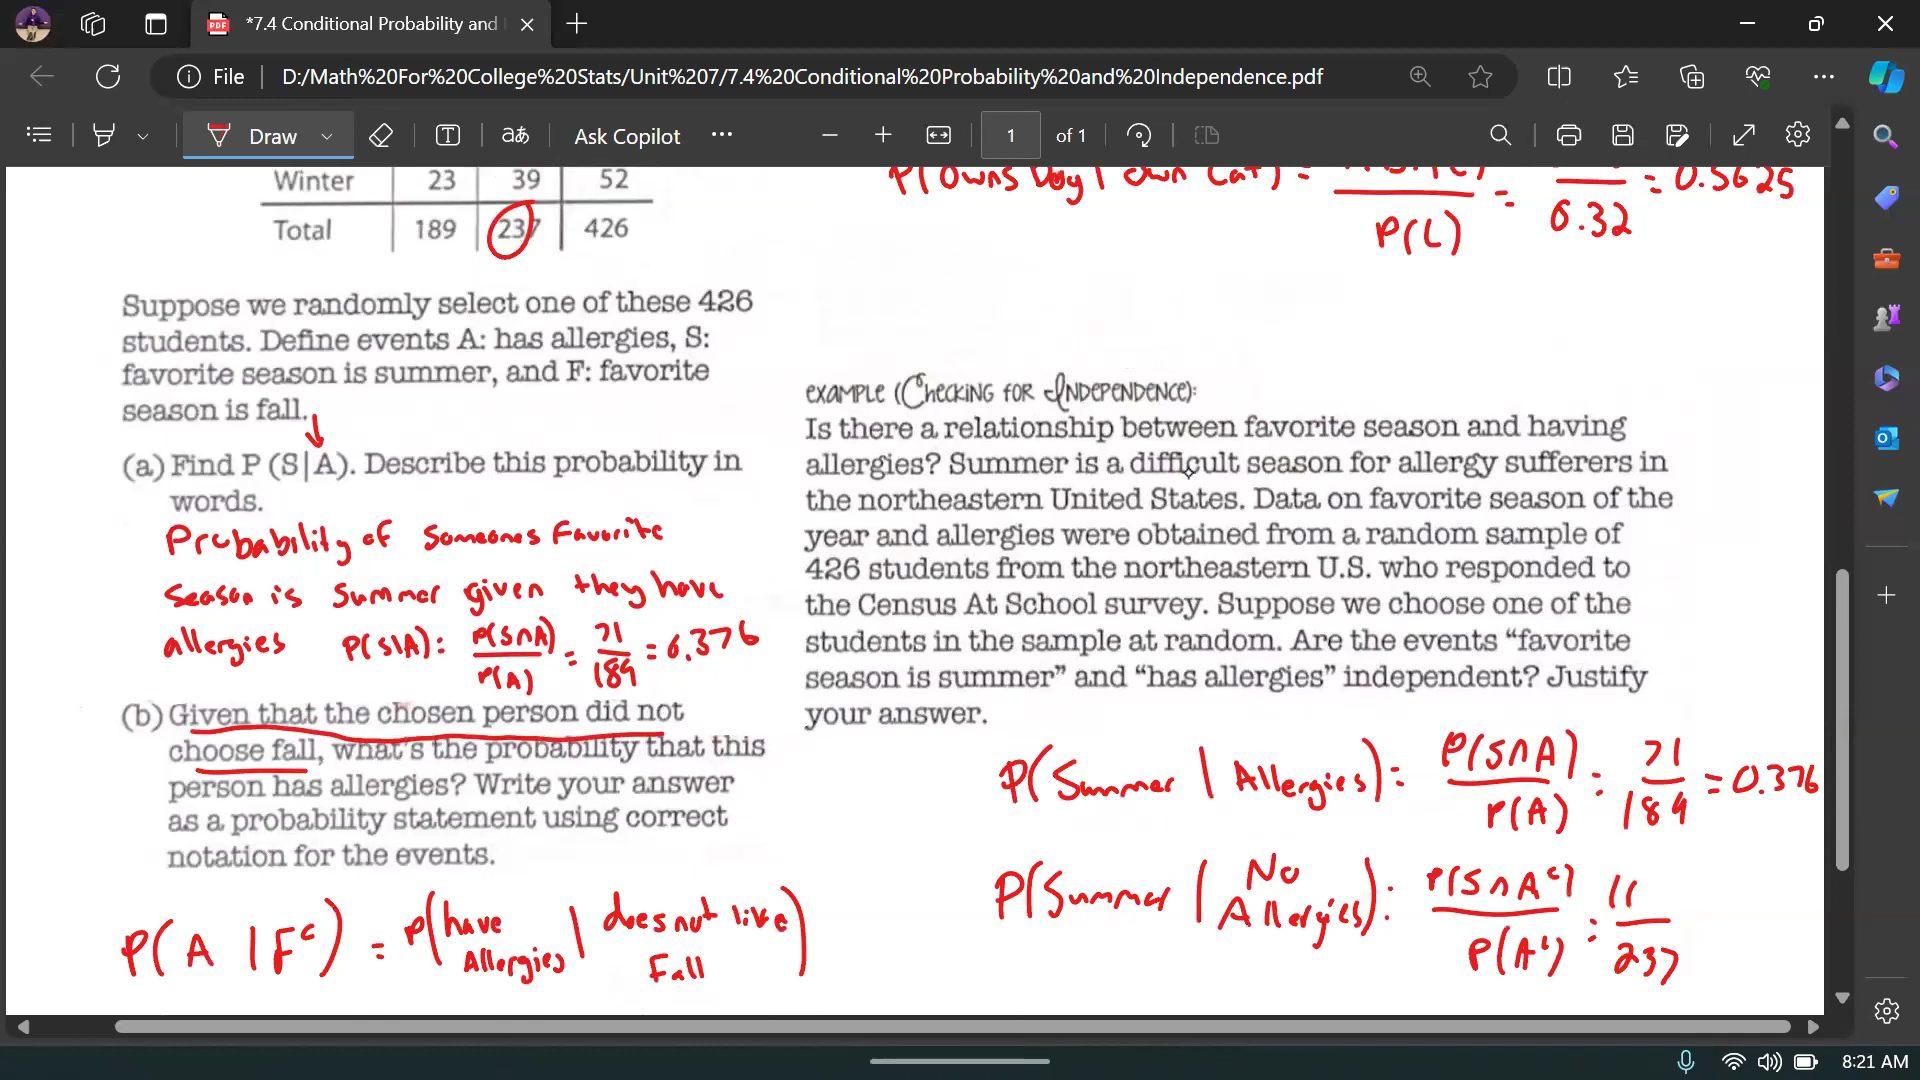 *7.4 Conditional Probability and
File
D:/Math%20For%20College%20Stats/Unit%207/7.4%20Conditional%20Probability%20and%20Independence.pdf
Draw
Ask Copilot
1 of 1
Winter 23 39 52
Total 189 237 426
P(Owns Dog | Own Cat) =
P(C)
=
0.32
= 0.5625
Suppose we randomly select one of these 426
students. Define events A: has allergies, S:
favorite season is summer, and F: favorite
season is fall.
(a) Find P (S|A). Describe this probability in
words.
Probability of Someones Favorite
Season is Summer given they have
allergies P(S|A): P(S∩A)/P(A) = 71/189 = 0.376
(b) Given that the chosen person did not
choose fall, what's the probability that this
person has allergies? Write your answer
as a probability statement using correct
notation for the events.
P(A | Fᶜ) = P(have Allergies | does not like Fall)
example (Checking for Independence):
Is there a relationship between favorite season and having
allergies? Summer is a difficult season for allergy sufferers in
the northeastern United States. Data on favorite season of the
year and allergies were obtained from a random sample of
426 students from the northeastern U.S. who responded to
the Census At School survey. Suppose we choose one of the
students in the sample at random. Are the events "favorite
season is summer" and "has allergies" independent? Justify
your answer.
P(Summer | Allergies) = P(S∩A)/P(A) = 71/189 = 0.376
P(Summer | No Allergies) = P(S∩Aᶜ)/P(Aᶜ) = 11/237
8:21 AM